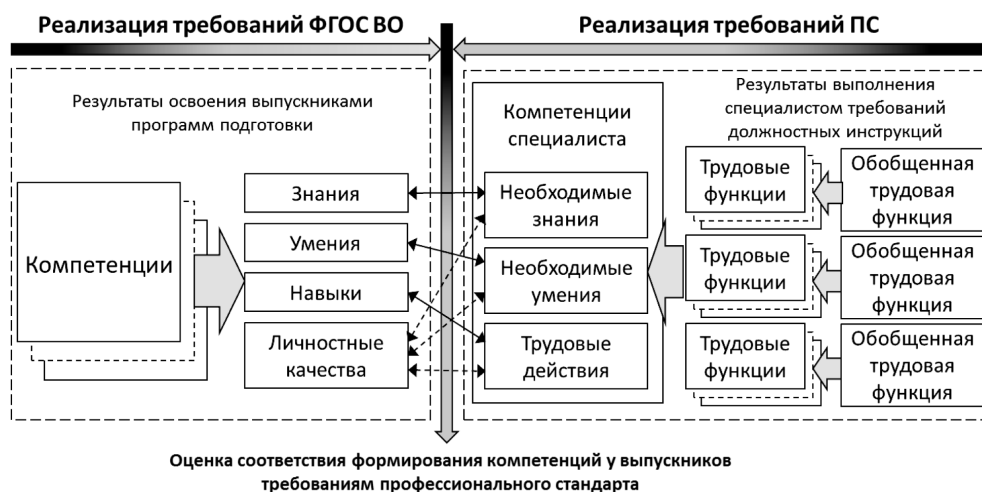 Реализация требований ФГОС ВО
Реализация требований ПС
Результаты освоения выпускниками
программ подготовки
Компетенции
Знания
Умения
Навыки
Личностные
качества
Компетенции
специалиста
Необходимые
знания
Необходимые
умения
Трудовые
действия
Результаты выполнения
специалистом требований
должностных инструкций
Трудовые
функции
Обобщенная
трудовая
функция
Трудовые
функции
Обобщенная
трудовая
функция
Трудовые
функции
Обобщенная
трудовая
функция
Оценка соответствия формирования компетенций у выпускников
требованиям профессионального стандарта